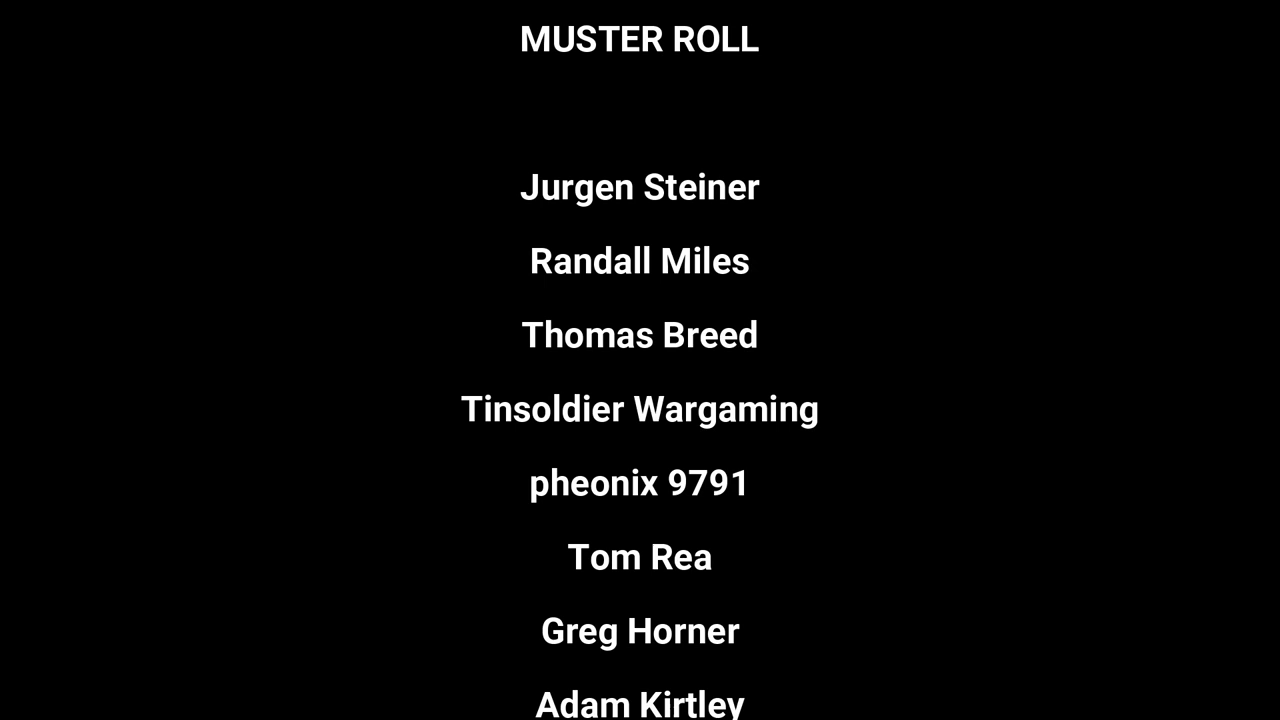 MUSTER ROLL
Jurgen Steiner
Randall Miles
Thomas Breed
Tinsoldier Wargaming
pheonix 9791
Tom Rea
Greg Horner
Adam Kirtley